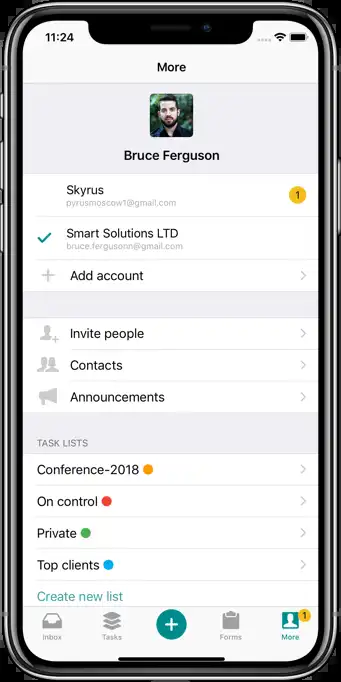 11:24
More
Bruce Ferguson
Skyrus
pyrusmoscow1@gmail.com
1
Smart Solutions LTD
bruce.fergusonn@gmail.com
Add account
Invite people
Contacts
Announcements
TASK LISTS
Conference-2018
On control
Private
Top clients
Create new list
1
Inbox
Tasks
Forms
More